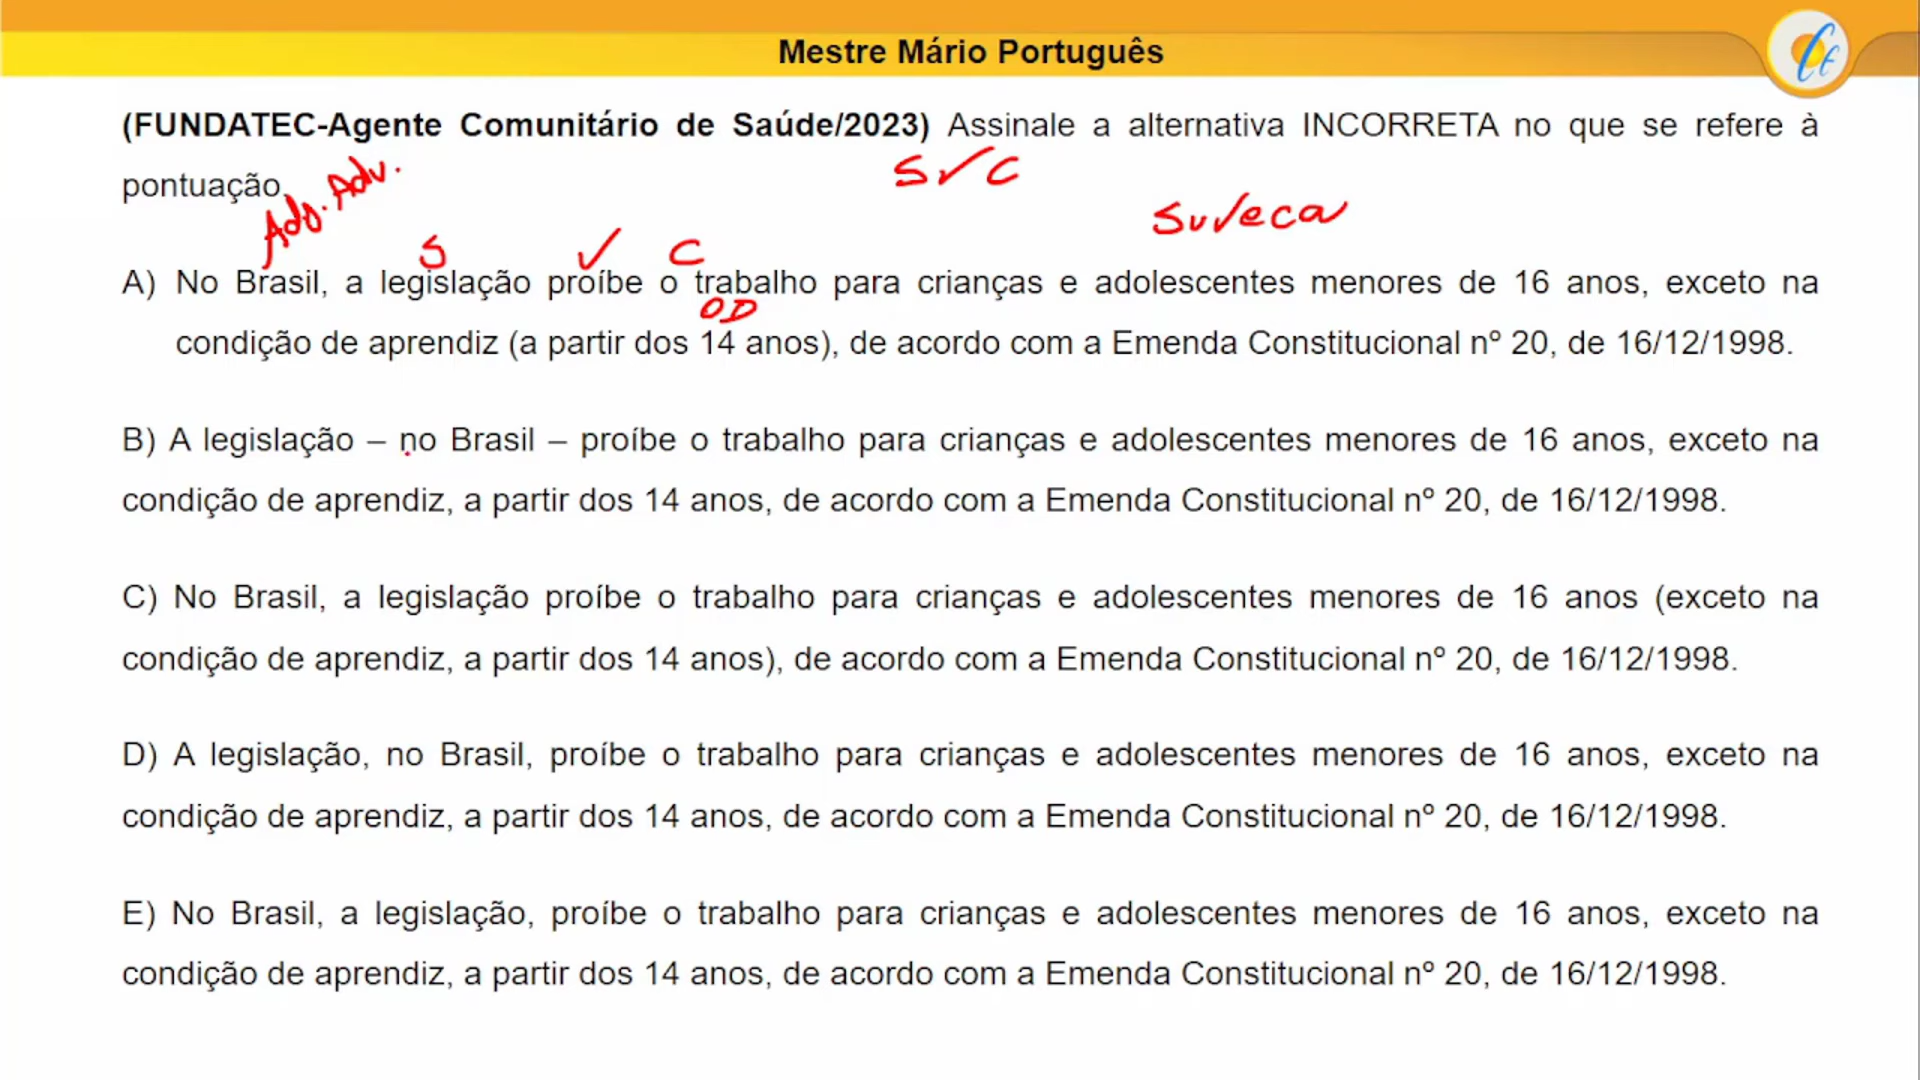 Mestre Mário Português
(FUNDATEC-Agente Comunitário de Saúde/2023) Assinale a alternativa INCORRETA no que se refere à
pontuação.
Adj. Adv.
S V C
Suveca
S V C
A) No Brasil, a legislação proíbe o trabalho para crianças e adolescentes menores de 16 anos, exceto na
OD
condição de aprendiz (a partir dos 14 anos), de acordo com a Emenda Constitucional nº 20, de 16/12/1998.
B) A legislação – no Brasil – proíbe o trabalho para crianças e adolescentes menores de 16 anos, exceto na
condição de aprendiz, a partir dos 14 anos, de acordo com a Emenda Constitucional nº 20, de 16/12/1998.
C) No Brasil, a legislação proíbe o trabalho para crianças e adolescentes menores de 16 anos (exceto na
condição de aprendiz, a partir dos 14 anos), de acordo com a Emenda Constitucional nº 20, de 16/12/1998.
D) A legislação, no Brasil, proíbe o trabalho para crianças e adolescentes menores de 16 anos, exceto na
condição de aprendiz, a partir dos 14 anos, de acordo com a Emenda Constitucional nº 20, de 16/12/1998.
E) No Brasil, a legislação, proíbe o trabalho para crianças e adolescentes menores de 16 anos, exceto na
condição de aprendiz, a partir dos 14 anos, de acordo com a Emenda Constitucional nº 20, de 16/12/1998.